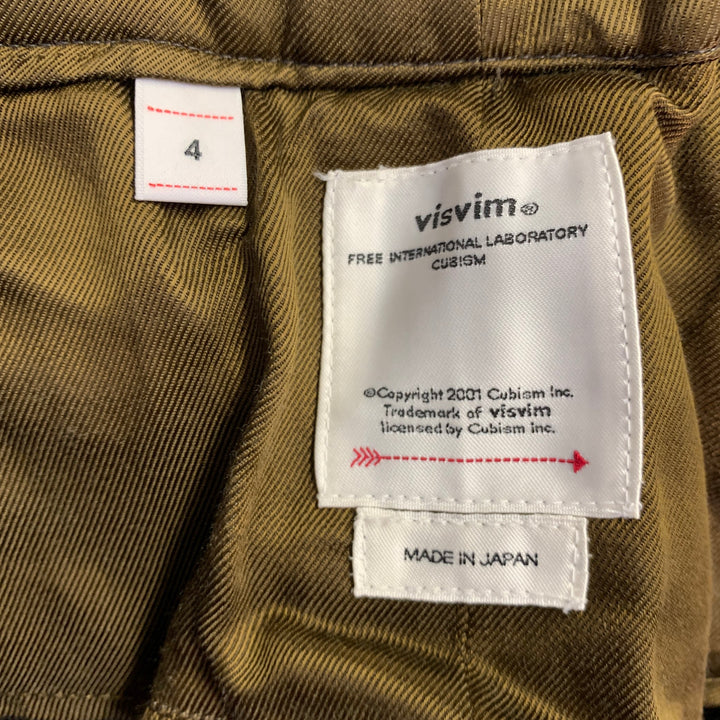 4
visvim®
FREE INTERNATIONAL LABORATORY
CUBISM
©Copyright 2001 Cubism Inc.
Trademark of visvim
licensed by Cubism Inc.
MADE IN JAPAN